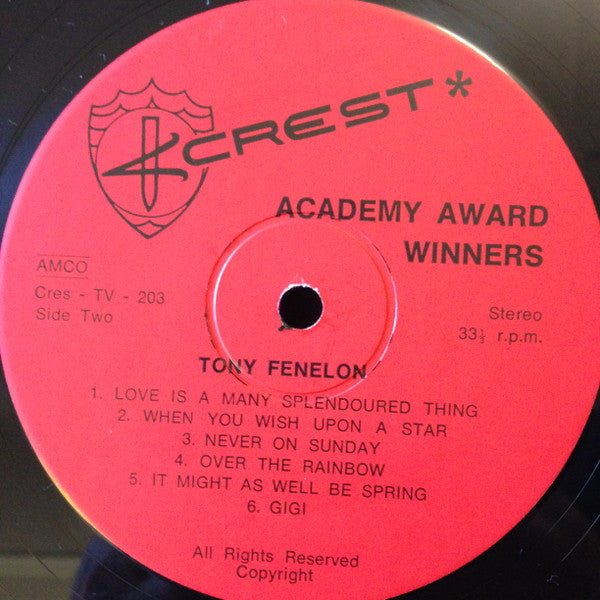 CREST*
ACADEMY AWARD
WINNERS
AMCO
Cres - TV - 203
Side Two
Stereo
33⅓ r.p.m.
TONY FENELON
1. LOVE IS A MANY SPLENDOURED THING
2. WHEN YOU WISH UPON A STAR
3. NEVER ON SUNDAY
4. OVER THE RAINBOW
5. IT MIGHT AS WELL BE SPRING
6. GIGI
All Rights Reserved
Copyright